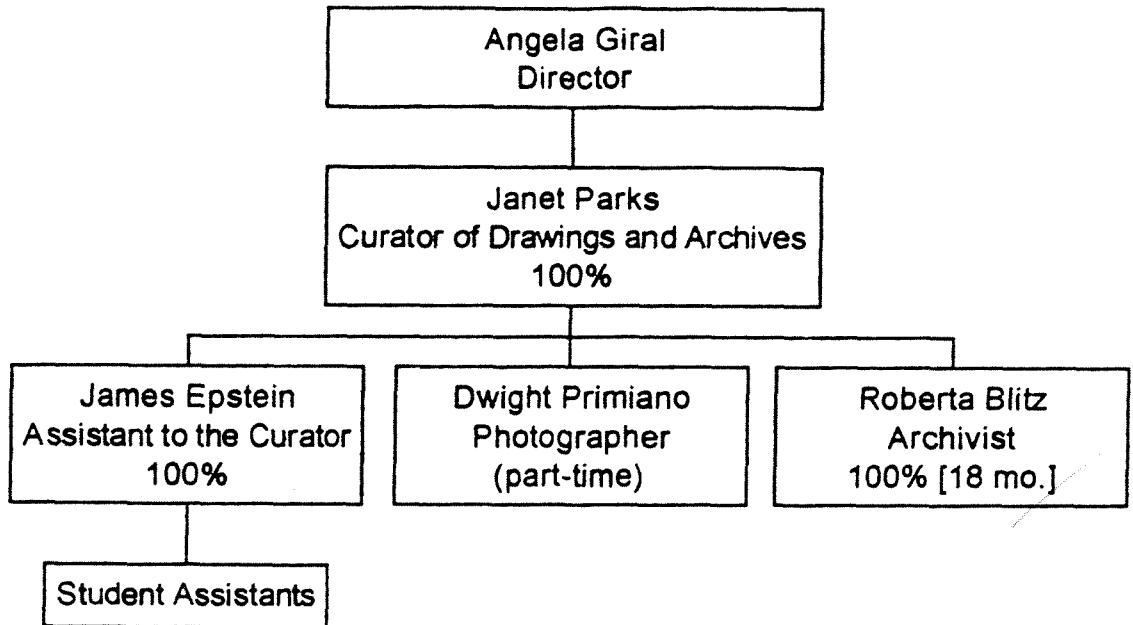 Angela Giral
Director
Janet Parks
Curator of Drawings and Archives
100%
James Epstein
Assistant to the Curator
100%
Dwight Primiano
Photographer
(part-time)
Roberta Blitz
Archivist
100% [18 mo.]
Student Assistants